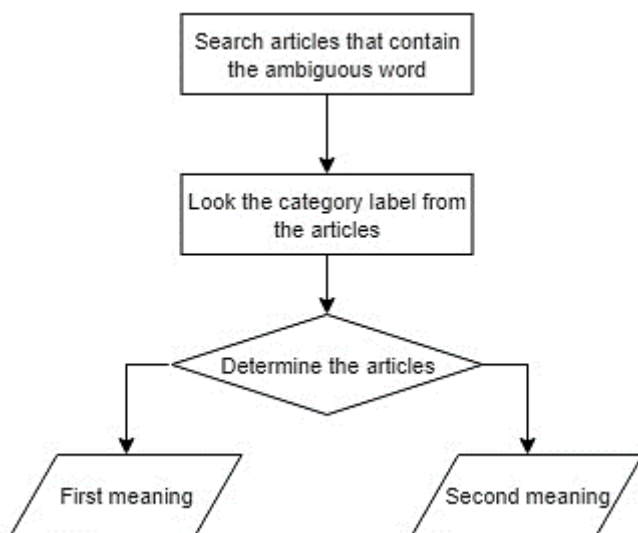 Search articles that contain
the ambiguous word
Look the category label from
the articles
Determine the articles
First meaning
Second meaning